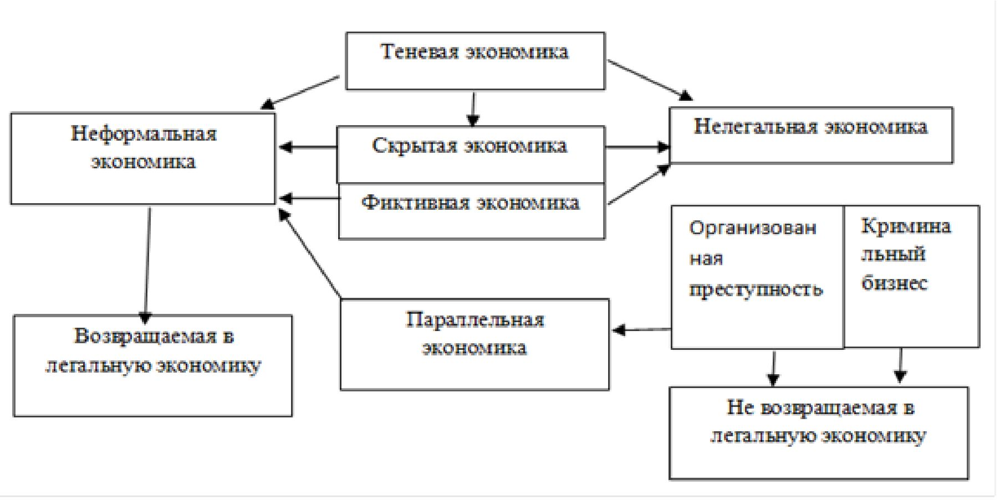 Теневая экономика
Неформальная
экономика
Скрытая экономика
Нелегальная экономика
Фиктивная экономика
Организован
ная
преступность
Кримина
льный
бизнес
Параллельная
экономика
Возвращаемая в
легальную экономику
Не возвращаемая в
легальную экономику